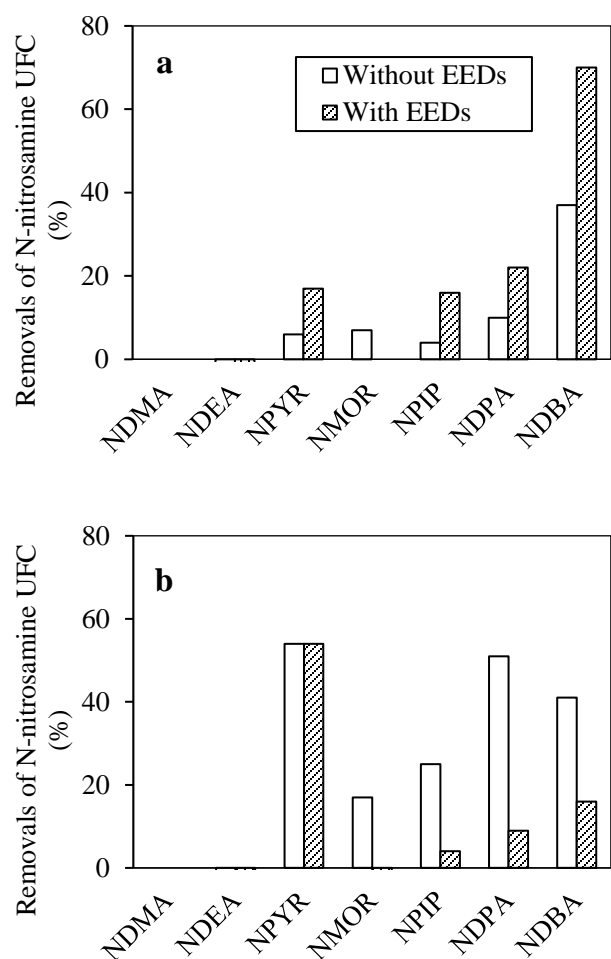 Removals of N-nitrosamine UFC
(%)
80
60
40
20
0
a
Without EEDs
With EEDs
NDMA
NDEA
NPYR
NMOR
NPIP
NDPA
NDBA
Removals of N-nitrosamine UFC
(%)
80
60
40
20
0
b
NDMA
NDEA
NPYR
NMOR
NPIP
NDPA
NDBA